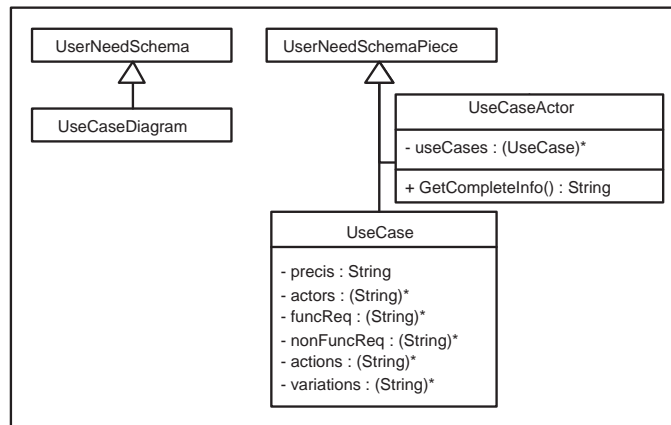 UserNeedSchema
UserNeedSchemaPiece
UseCaseDiagram
UseCaseActor
- useCases : (UseCase)*
+ GetCompleteInfo() : String
UseCase
- precis : String
- actors : (String)*
- funcReq : (String)*
- nonFuncReq : (String)*
- actions : (String)*
- variations : (String)*